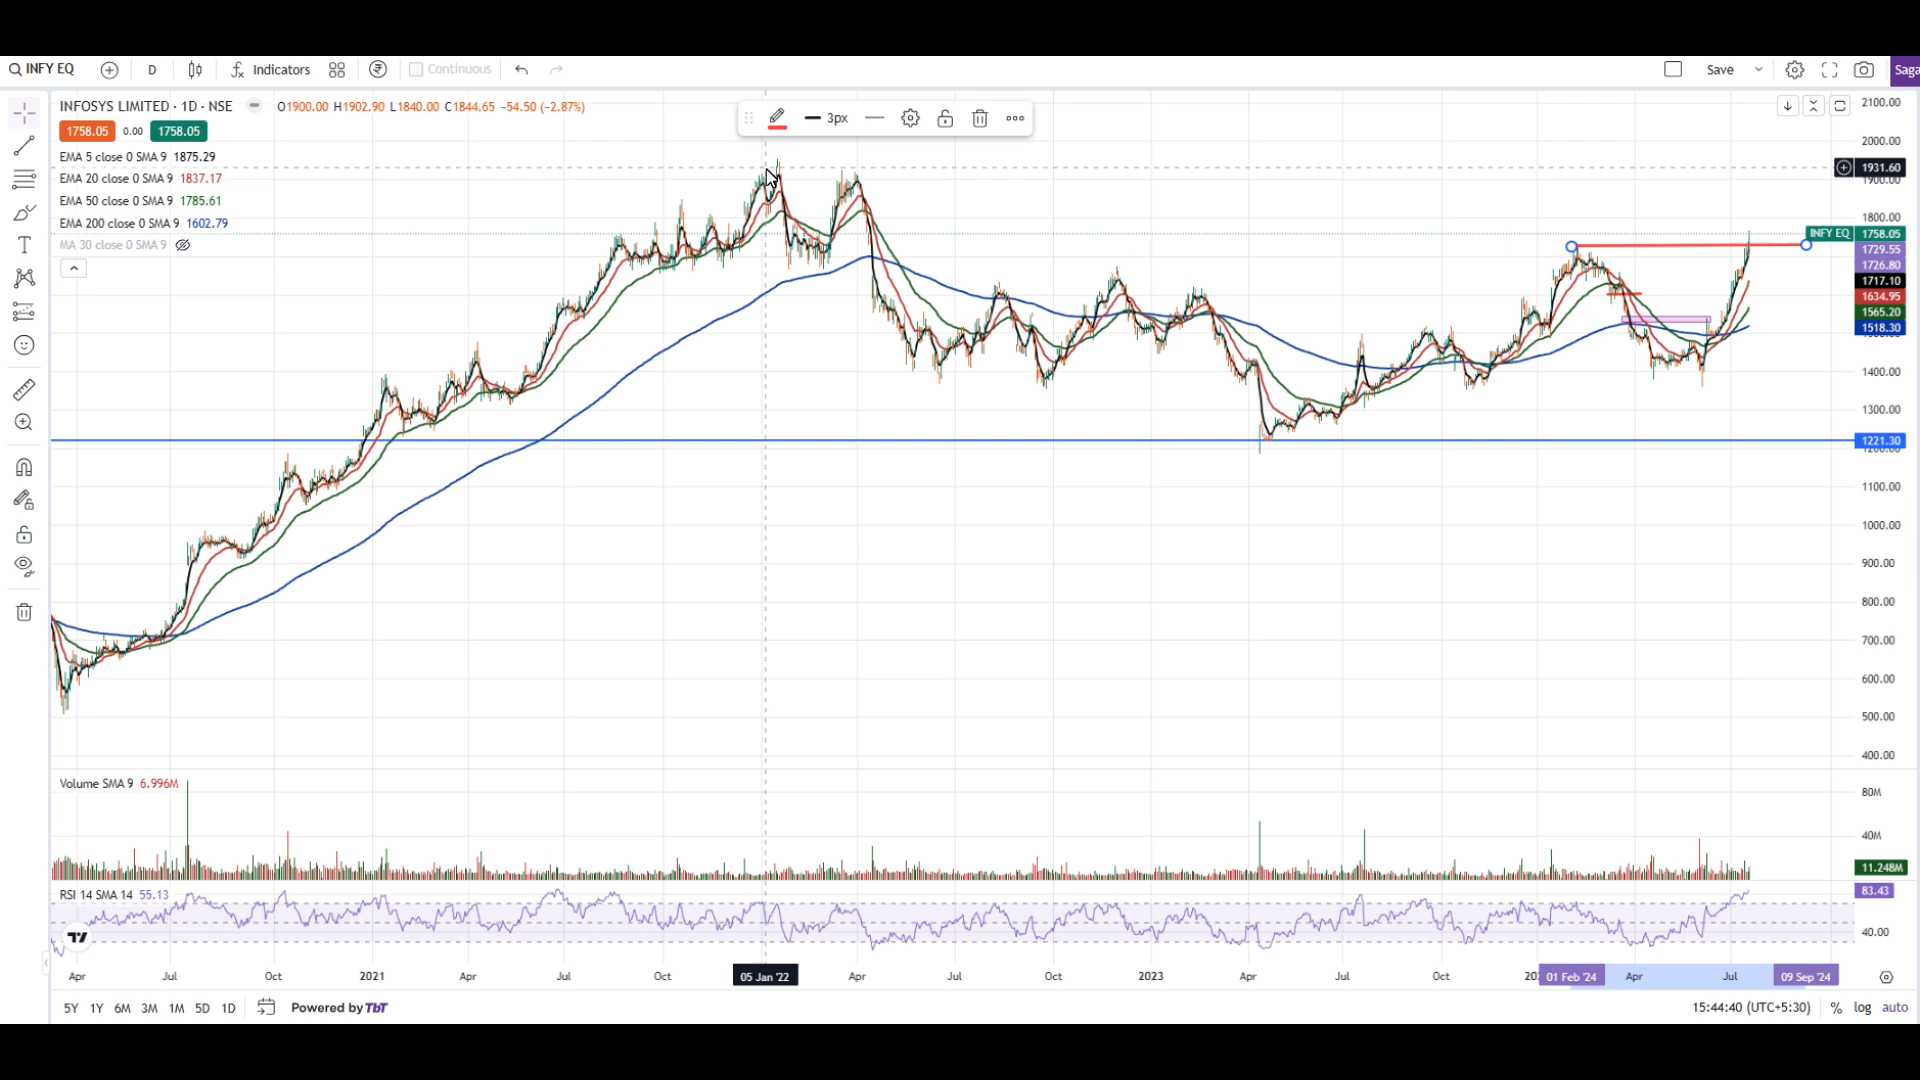 INFY EQ D Indicators Continuous Save Saga
INFOSYS LIMITED · 1D · NSE O1900.00 H1902.90 L1840.00 C1844.65 −54.50 (−2.87%)
1758.05 0.00 1758.05
EMA 5 close 0 SMA 9 1875.29
EMA 20 close 0 SMA 9 1837.17
EMA 50 close 0 SMA 9 1785.61
EMA 200 close 0 SMA 9 1602.79
MA 30 close 0 SMA 9
3px
2100.00
2000.00
1931.60
1900.00
1800.00
INFY EQ 1758.05
1729.55
1726.80
1717.10
1634.95
1565.20
1518.30
1400.00
1300.00
1221.30
1100.00
1000.00
900.00
800.00
700.00
600.00
500.00
400.00
Volume SMA 9 6.996M
80M
40M
11.248M
RSI 14 SMA 14 55.13
83.43
40.00
Apr Jul Oct 2021 Apr Jul Oct 05 Jan '22 Apr Jul Oct 2023 Apr Jul Oct 01 Feb '24 Apr Jul 09 Sep '24
5Y 1Y 6M 3M 1M 5D 1D Powered by TbT 15:44:40 (UTC+5:30) % log auto